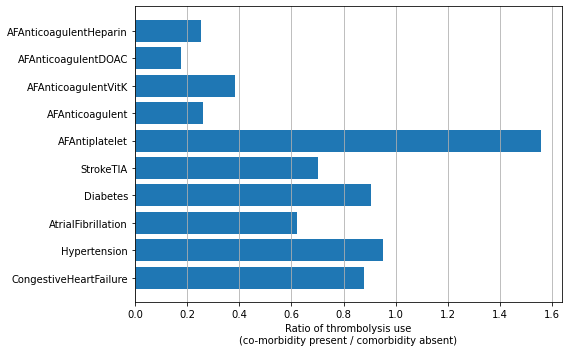 AFAnticoagulentHeparin
AFAnticoagulentDOAC
AFAnticoagulentVitK
AFAnticoagulent
AFAntiplatelet
StrokeTIA
Diabetes
AtrialFibrillation
Hypertension
CongestiveHeartFailure
0.0 0.2 0.4 0.6 0.8 1.0 1.2 1.4 1.6
Ratio of thrombolysis use
(co-morbidity present / comorbidity absent)